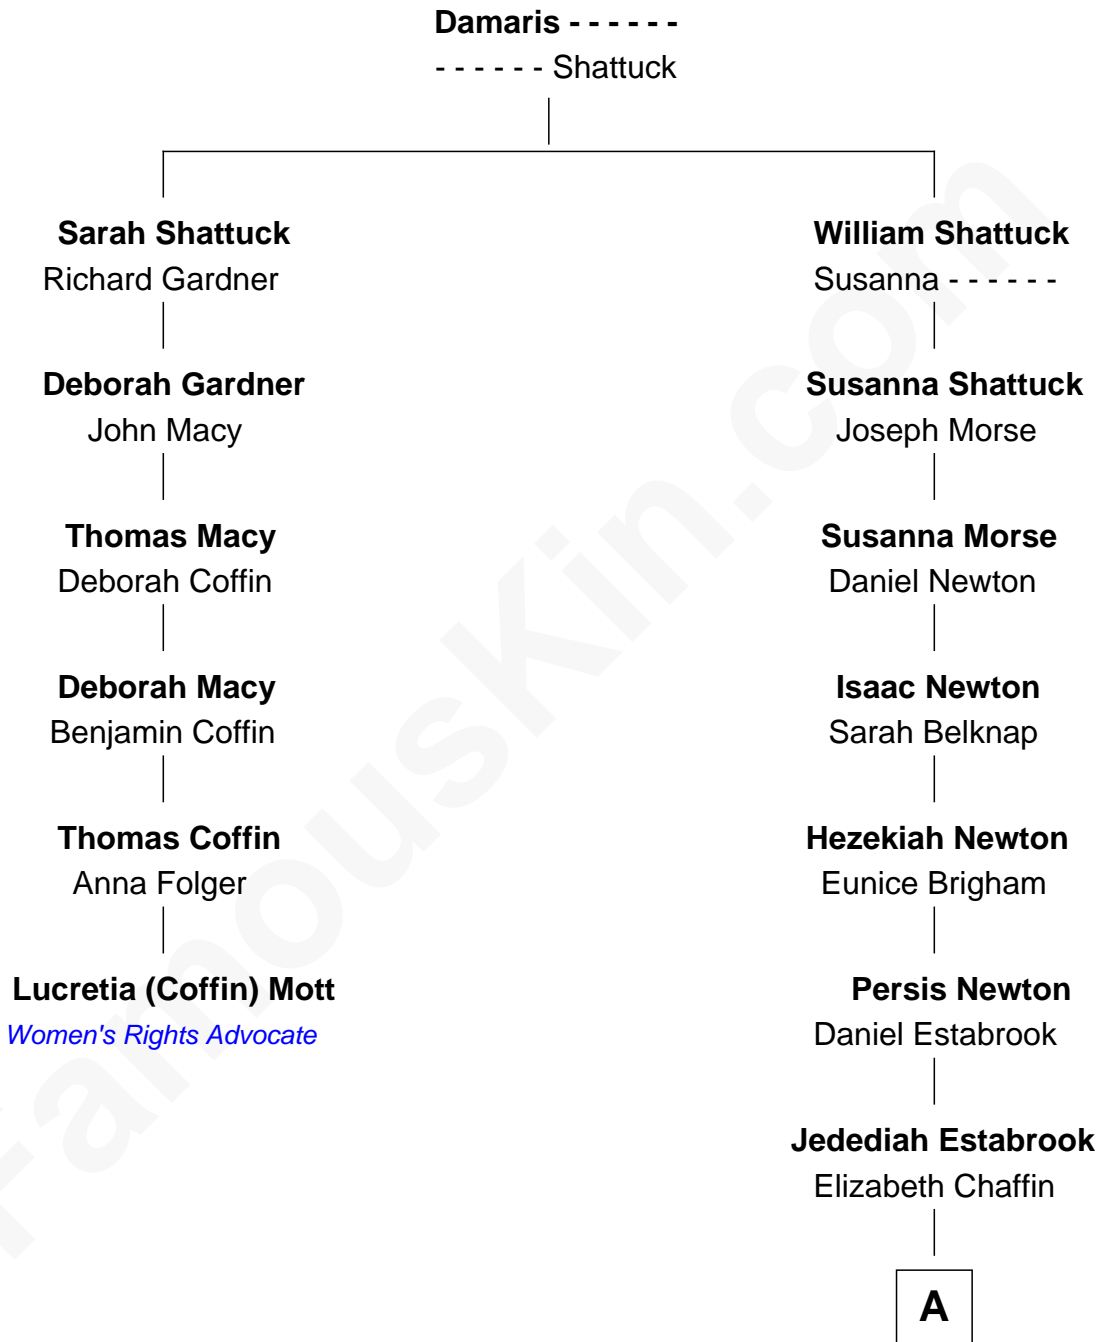 Damaris - - - - - -
- - - - - - Shattuck
Sarah Shattuck
Richard Gardner
William Shattuck
Susanna - - - - - -
Deborah Gardner
John Macy
Susanna Shattuck
Joseph Morse
Thomas Macy
Deborah Coffin
Susanna Morse
Daniel Newton
Deborah Macy
Benjamin Coffin
Isaac Newton
Sarah Belknap
Thomas Coffin
Anna Folger
Hezekiah Newton
Eunice Brigham
Lucretia (Coffin) Mott
Women's Rights Advocate
Persis Newton
Daniel Estabrook
Jedediah Estabrook
Elizabeth Chaffin
A
FamousKin.com